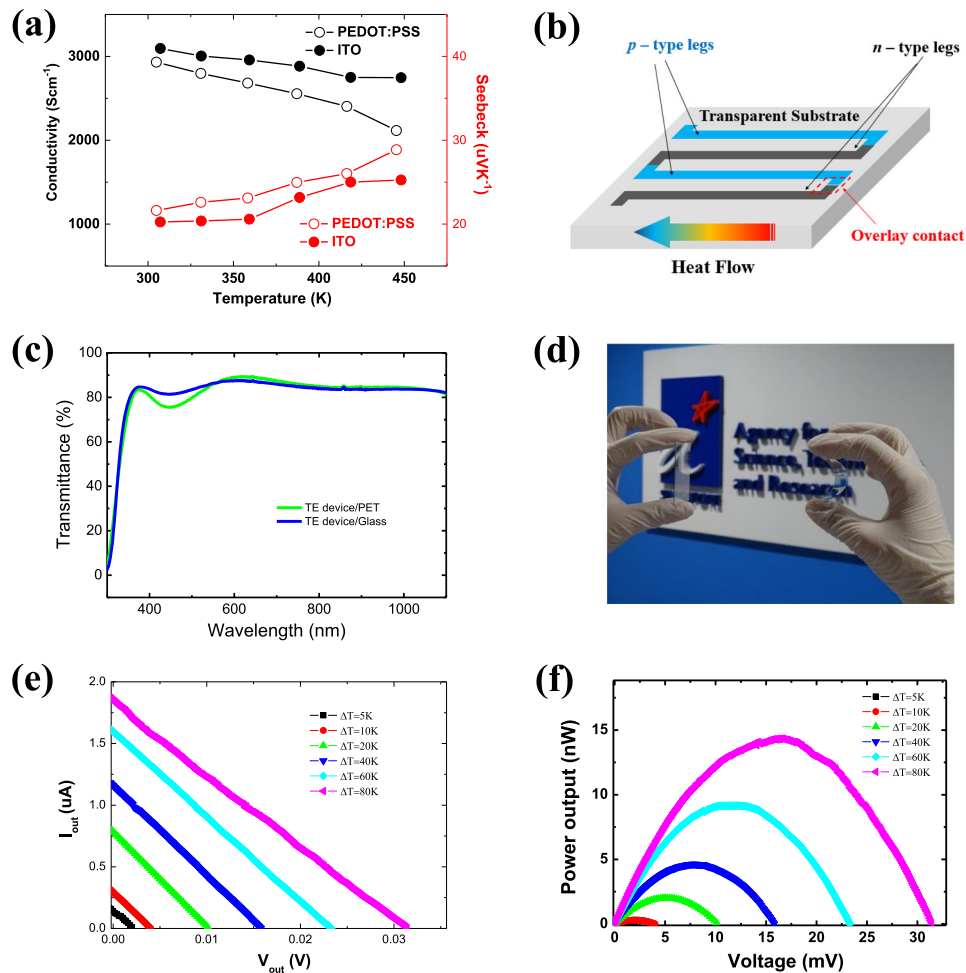 (a)
PEDOT:PSS
ITO
Conductivity (Scm⁻¹)
3000
2000
1000
Seebeck (uVK⁻¹)
40
30
20
PEDOT:PSS
ITO
300
350
400
450
Temperature (K)
(b)
p – type legs
n – type legs
Transparent Substrate
Overlay contact
Heat Flow
(c)
Transmittance (%)
100
80
60
40
20
0
TE device/PET
TE device/Glass
400
600
800
1000
Wavelength (nm)
(d)
Agency for
Science, 
and Research
(e)
I out (uA)
2.0
1.5
1.0
0.5
0.0
ΔT=5K
ΔT=10K
ΔT=20K
ΔT=40K
ΔT=60K
ΔT=80K
0.00
0.01
0.02
0.03
V out (V)
(f)
Power output (nW)
15
10
5
0
ΔT=5K
ΔT=10K
ΔT=20K
ΔT=40K
ΔT=60K
ΔT=80K
0
5
10
15
20
25
30
Voltage (mV)